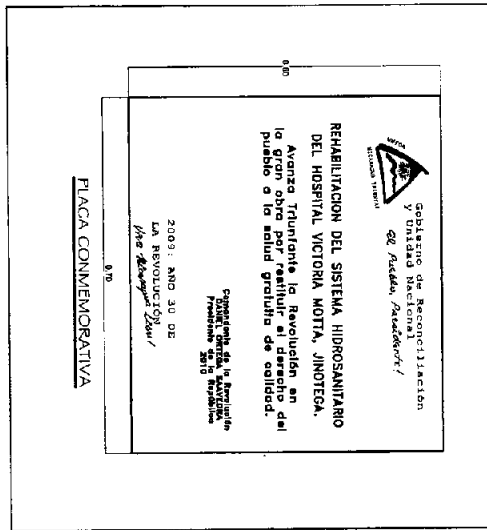 Gobierno de Reconciliación
y Unidad Nacional
El Pueblo, Presidente!
REHABILITACION DEL SISTEMA HIDROSANITARIO
DEL HOSPITAL VICTORIA MOTTA, JINOTEGA.
Avanza Triunfante la Revolución en
la gran obra por restituir el derecho del
pueblo a la salud gratuita de calidad.
Comandante de la Revolución
DANIEL ORTEGA SAAVEDRA
Presidente de la República
2010
2009: AÑO 30 DE
LA REVOLUCIÓN
0.60
0.70
PLACA CONMEMORATIVA